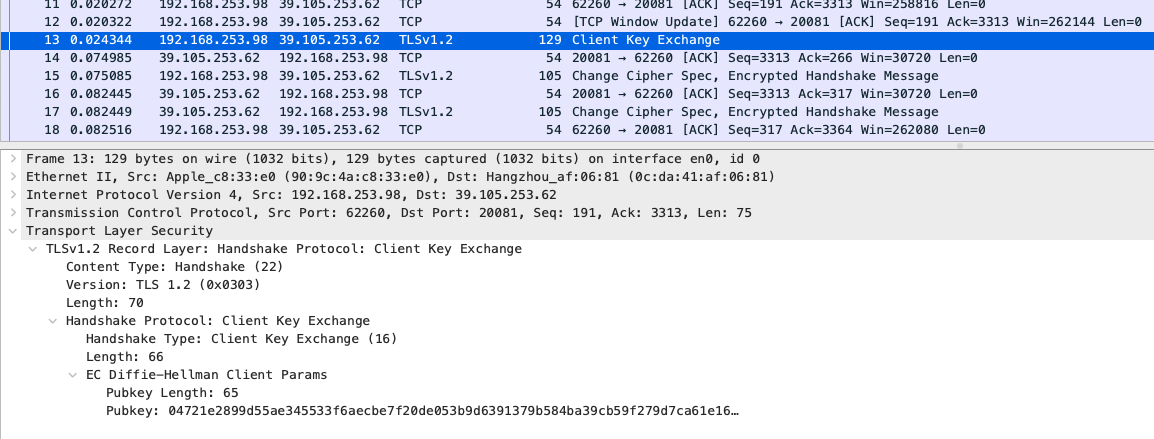 11 0.020272 192.168.253.98 39.105.253.62 TCP 54 62260 → 20081 [ACK] Seq=191 Ack=3313 Win=258816 Len=0
12 0.020322 192.168.253.98 39.105.253.62 TCP 54 [TCP Window Update] 62260 → 20081 [ACK] Seq=191 Ack=3313 Win=262144 Len=0
13 0.024344 192.168.253.98 39.105.253.62 TLSv1.2 129 Client Key Exchange
14 0.074985 39.105.253.62 192.168.253.98 TCP 54 20081 → 62260 [ACK] Seq=3313 Ack=266 Win=30720 Len=0
15 0.075085 192.168.253.98 39.105.253.62 TLSv1.2 105 Change Cipher Spec, Encrypted Handshake Message
16 0.082445 39.105.253.62 192.168.253.98 TCP 54 20081 → 62260 [ACK] Seq=3313 Ack=317 Win=30720 Len=0
17 0.082449 39.105.253.62 192.168.253.98 TLSv1.2 105 Change Cipher Spec, Encrypted Handshake Message
18 0.082516 192.168.253.98 39.105.253.62 TCP 54 62260 → 20081 [ACK] Seq=317 Ack=3364 Win=262080 Len=0
Frame 13: 129 bytes on wire (1032 bits), 129 bytes captured (1032 bits) on interface en0, id 0
Ethernet II, Src: Apple_c8:33:e0 (90:9c:4a:c8:33:e0), Dst: Hangzhou_af:06:81 (0c:da:41:af:06:81)
Internet Protocol Version 4, Src: 192.168.253.98, Dst: 39.105.253.62
Transmission Control Protocol, Src Port: 62260, Dst Port: 20081, Seq: 191, Ack: 3313, Len: 75
Transport Layer Security
TLSv1.2 Record Layer: Handshake Protocol: Client Key Exchange
Content Type: Handshake (22)
Version: TLS 1.2 (0x0303)
Length: 70
Handshake Protocol: Client Key Exchange
Handshake Type: Client Key Exchange (16)
Length: 66
EC Diffie-Hellman Client Params
Pubkey Length: 65
Pubkey: 04721e2899d55ae345533f6aecbe7f20de053b9d6391379b584ba39cb59f279d7ca61e16…